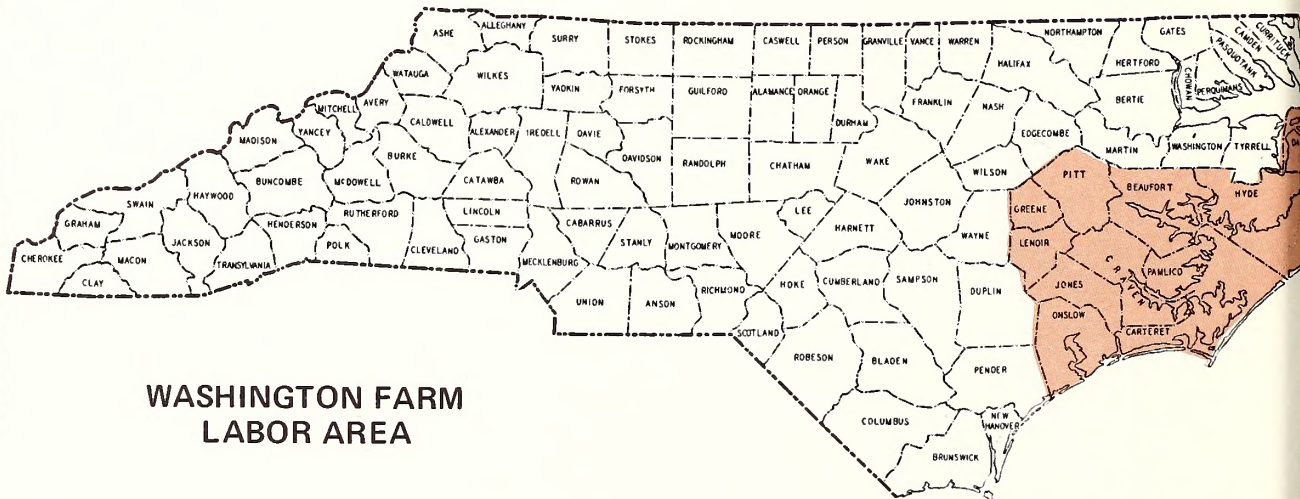 ALLEGHANY
ASHE
SURRY
STOKES
ROCKINGHAM
CASWELL
PERSON
GRANVILLE
VANCE
WARREN
NORTHAMPTON
GATES
CURRITUCK
CAMDEN
PASQUOTANK
HERTFORD
HALIFAX
WATAUGA
WILKES
YADKIN
FORSYTH
GUILFORD
ALAMANCE
ORANGE
DURHAM
FRANKLIN
NASH
BERTIE
CHOWAN
PERQUIMANS
MITCHELL
AVERY
CALDWELL
ALEXANDER
IREDELL
DAVIE
EDGECOMBE
MADISON
YANCEY
BURKE
DAVIDSON
RANDOLPH
CHATHAM
WAKE
WILSON
MARTIN
WASHINGTON
TYRRELL
DA
BUNCOMBE
McDOWELL
CATAWBA
ROWAN
PITT
BEAUFORT
HYDE
HAYWOOD
SWAIN
RUTHERFORD
LINCOLN
CABARRUS
LEE
JOHNSTON
GREENE
GRAHAM
HENDERSON
GASTON
STANLY
MONTGOMERY
MOORE
HARNETT
WAYNE
LENOIR
CHEROKEE
MACON
JACKSON
TRANSYLVANIA
POLK
CLEVELAND
MECKLENBURG
CRAVEN
PAMLICO
CLAY
UNION
ANSON
RICHMOND
HOKE
CUMBERLAND
SAMPSON
DUPLIN
JONES
ONSLOW
CARTERET
SCOTLAND
ROBESON
BLADEN
PENDER
WASHINGTON FARM
LABOR AREA
COLUMBUS
NEW
HANOVER
BRUNSWICK